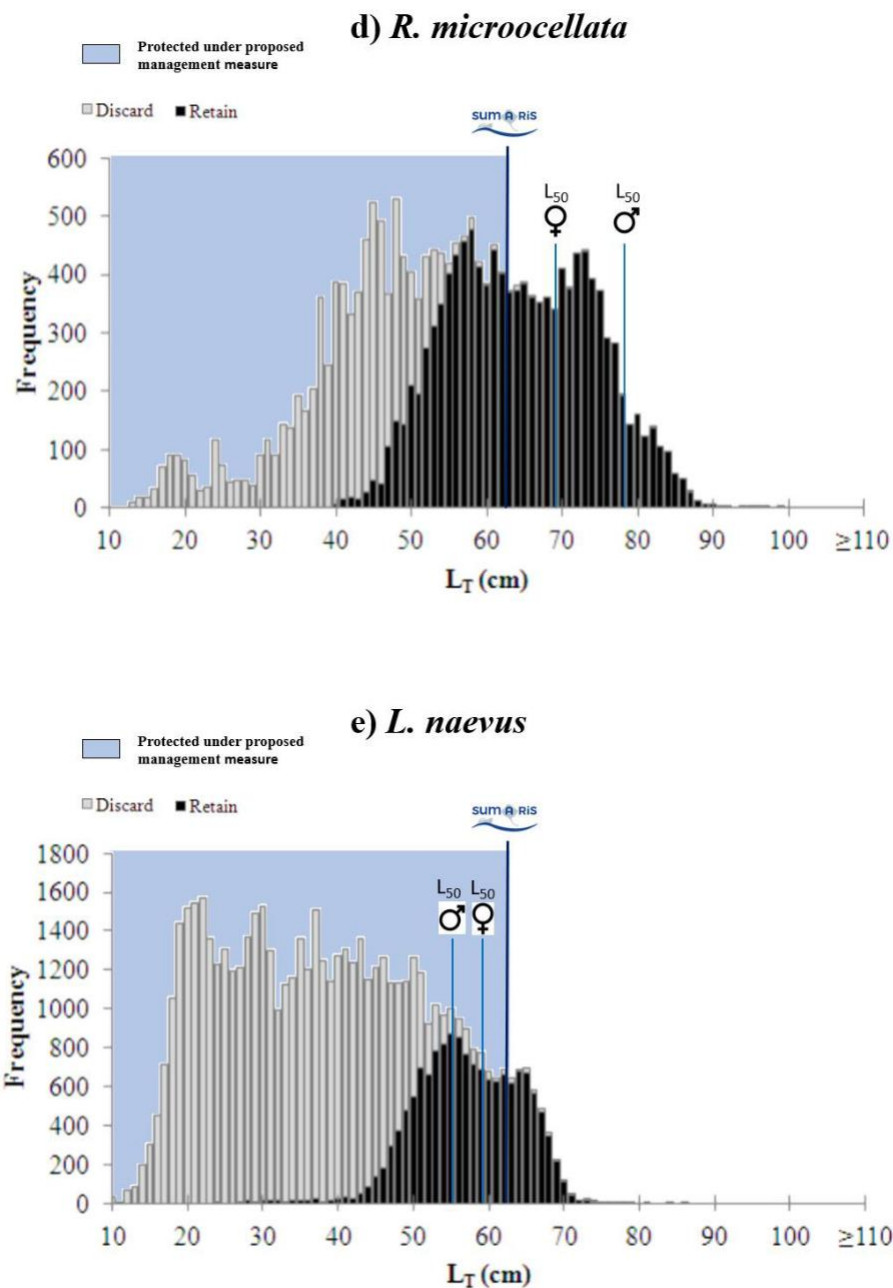 d) R. microocellata
Protected under proposed
management measure
Discard Retain
sumARiS
600
500
400
300
200
100
0
L50 L50
♀ ♂
Frequency
10 20 30 40 50 60 70 80 90 100 ≥110
LT (cm)
e) L. naevus
Protected under proposed
management measure
Discard Retain
sumARiS
1800
1600
1400
1200
1000
800
600
400
200
0
L50 L50
♂ ♀
Frequency
10 20 30 40 50 60 70 80 90 100 ≥110
LT (cm)